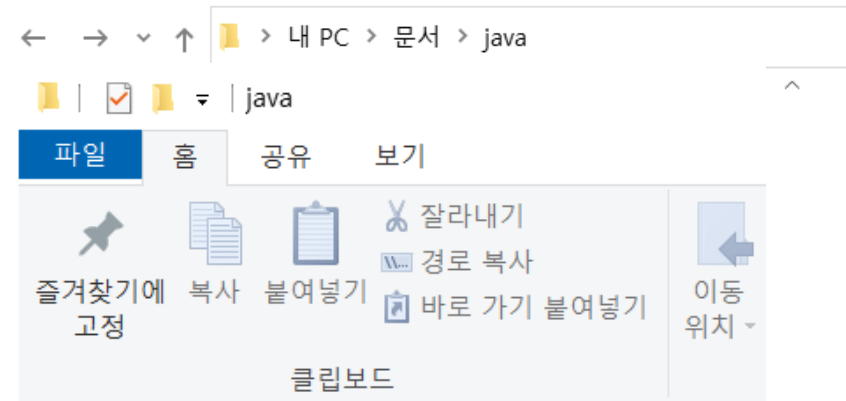 내 PC > 문서 > java
java
파일 홈 공유 보기
즐겨찾기에 고정
복사
붙여넣기
잘라내기
경로 복사
바로 가기 붙여넣기
이동 위치
클립보드